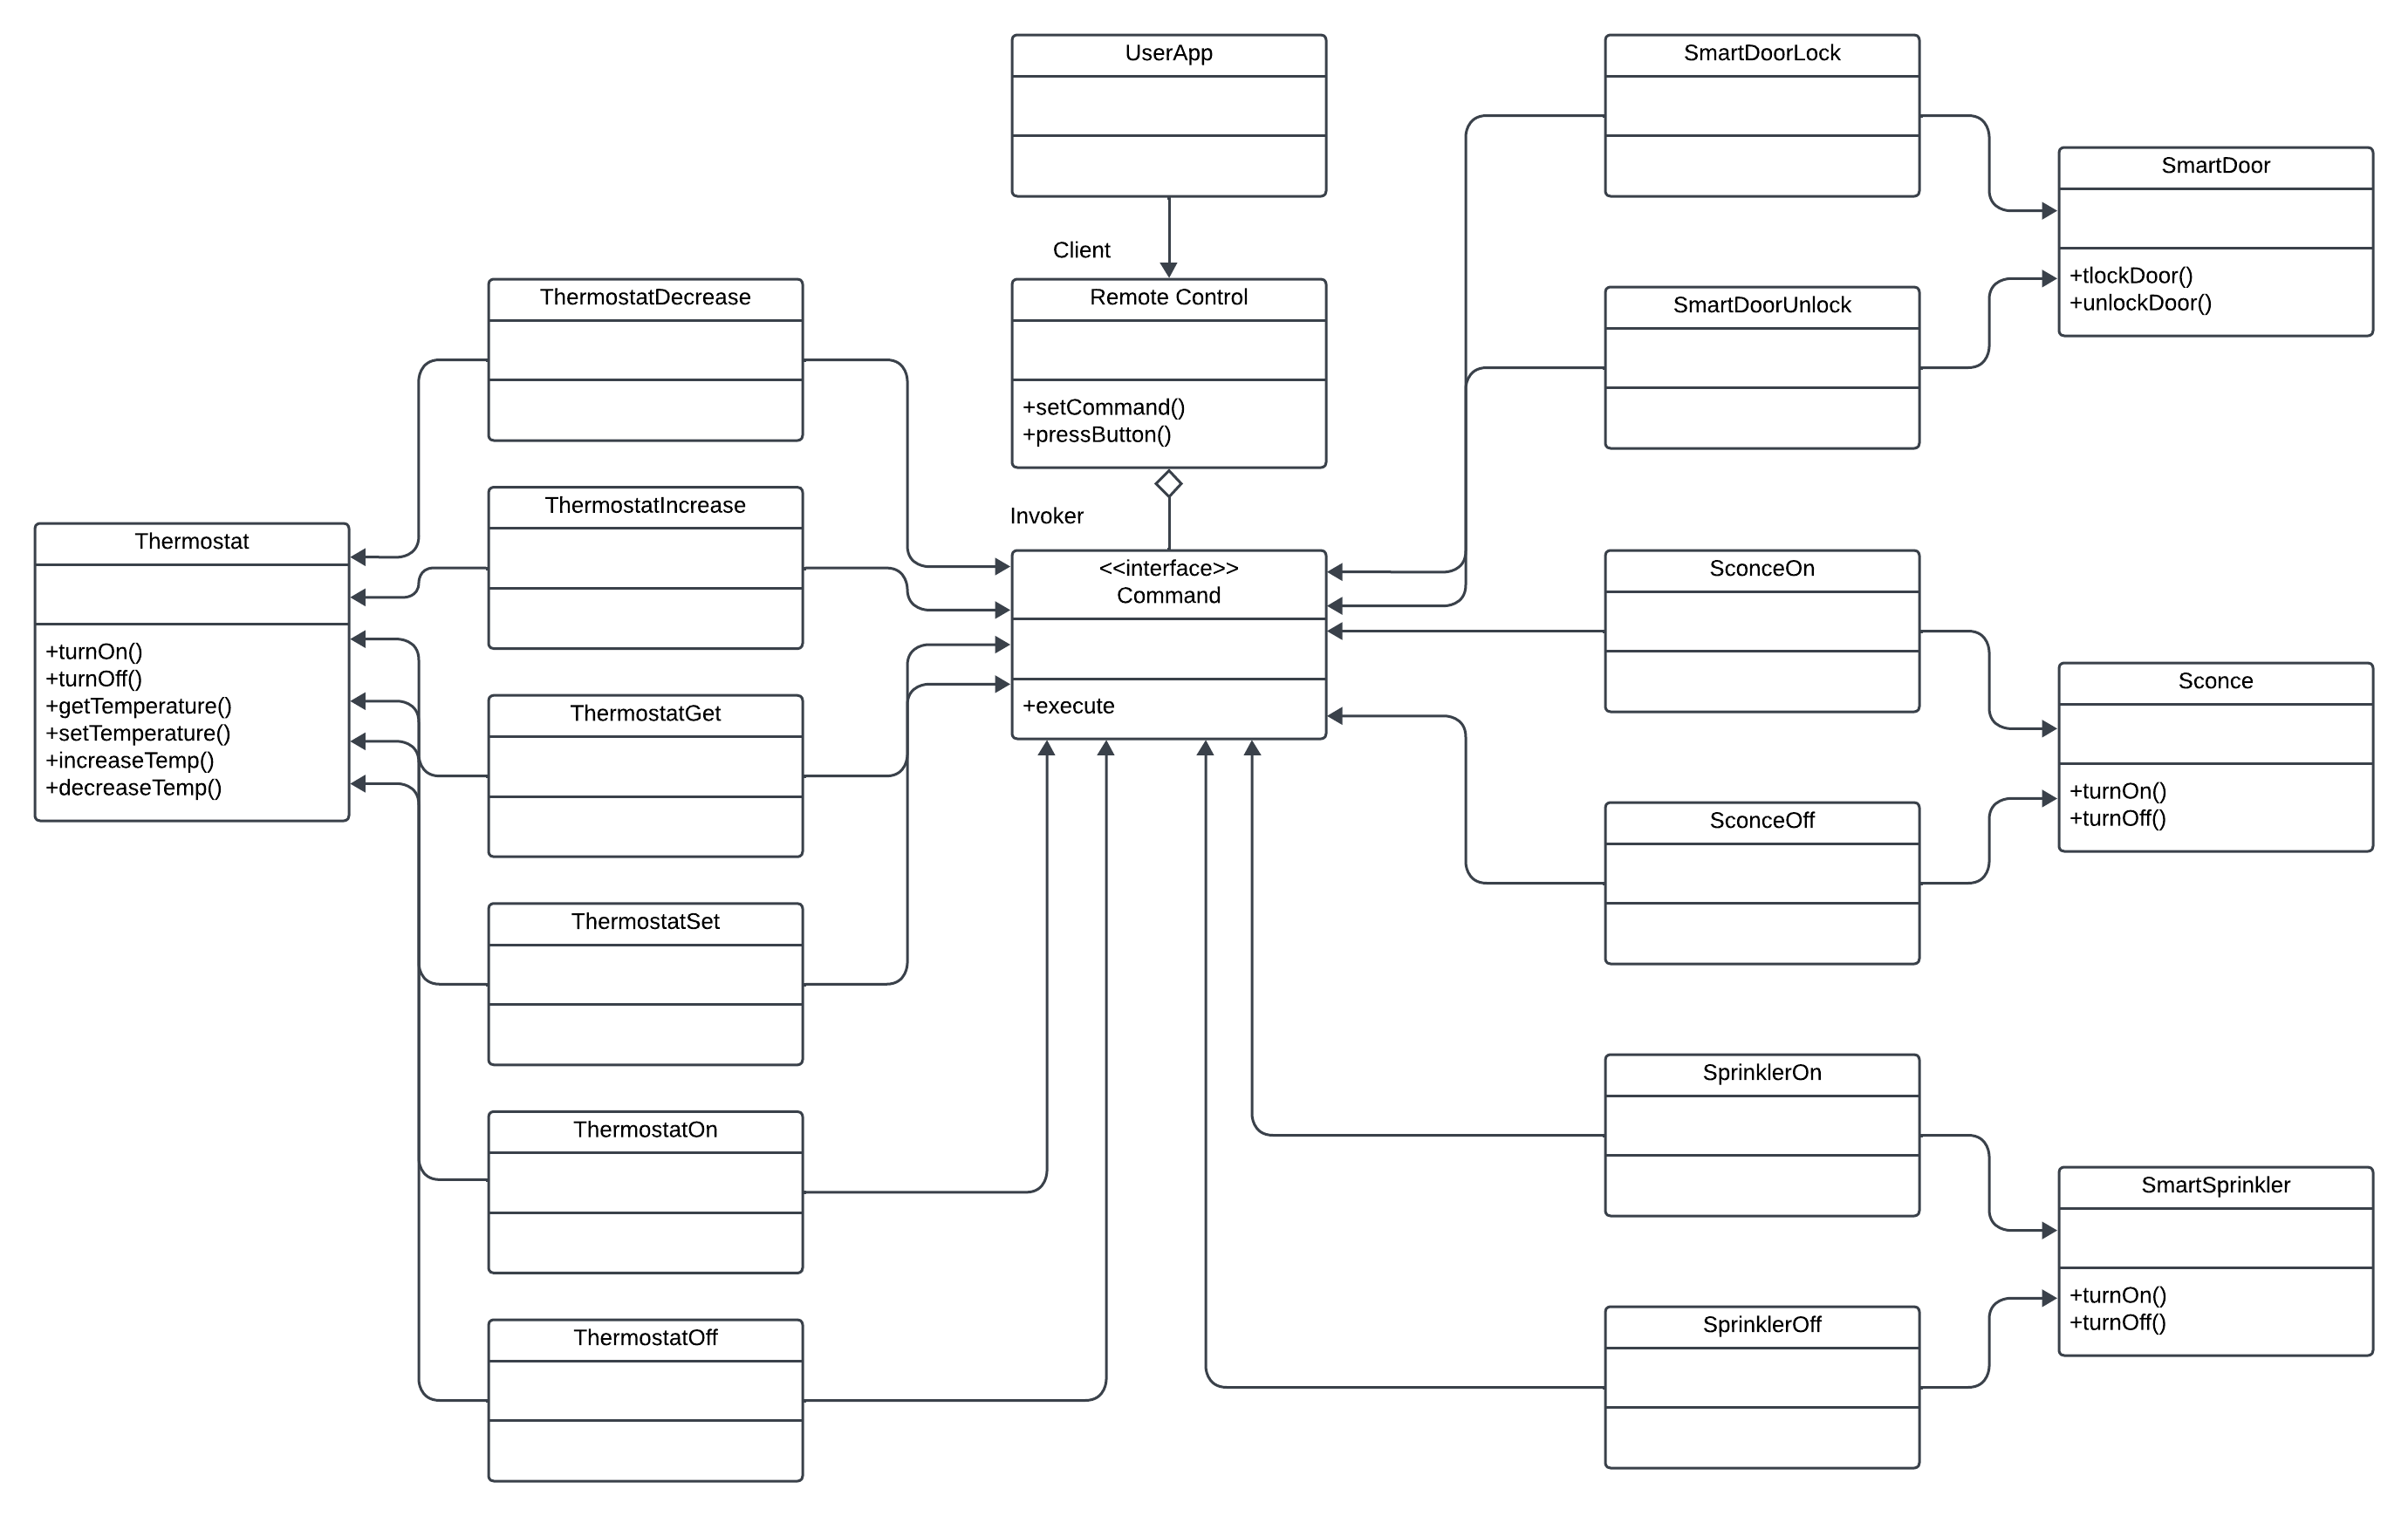 UserApp
Client
Remote Control
+setCommand()
+pressButton()
Invoker
<<interface>>
Command
+execute
ThermostatDecrease
ThermostatIncrease
ThermostatGet
ThermostatSet
ThermostatOn
ThermostatOff
Thermostat
+turnOn()
+turnOff()
+getTemperature()
+setTemperature()
+increaseTemp()
+decreaseTemp()
SmartDoorLock
SmartDoorUnlock
SmartDoor
+tlockDoor()
+unlockDoor()
SconceOn
SconceOff
Sconce
+turnOn()
+turnOff()
SprinklerOn
SprinklerOff
SmartSprinkler
+turnOn()
+turnOff()